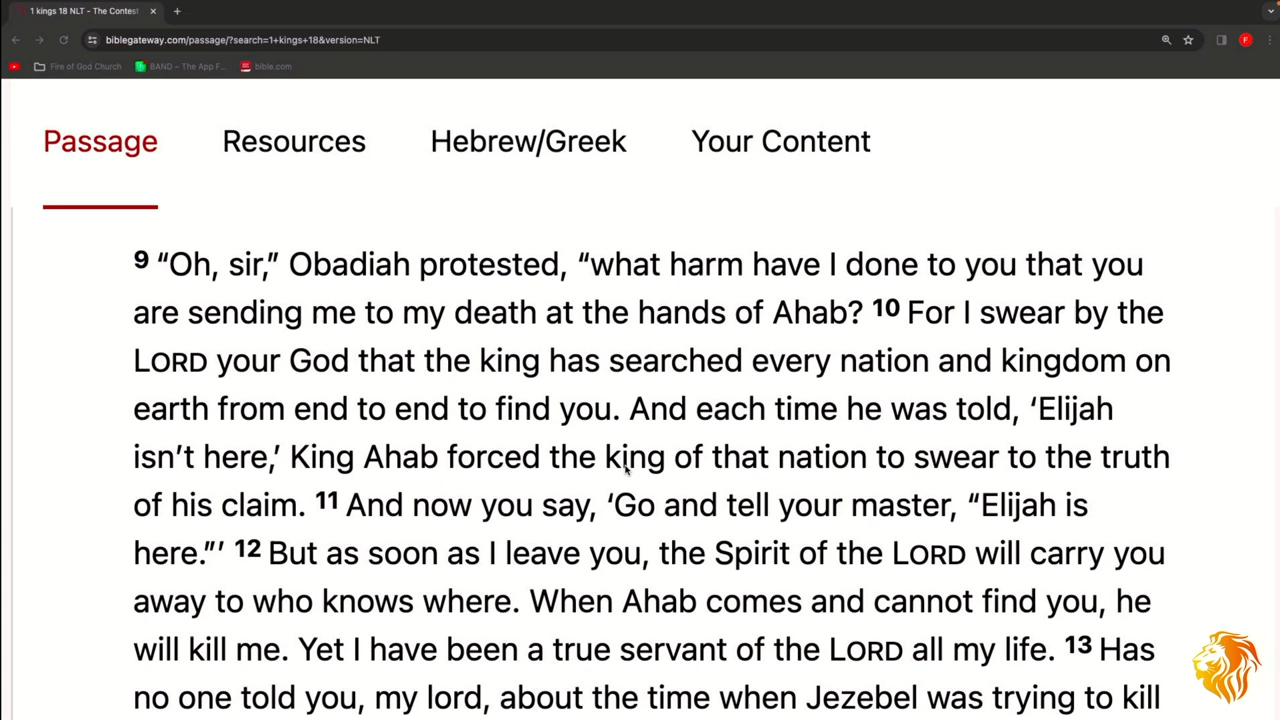 1 kings 18 NLT - The Contest
biblegateway.com/passage/?search=1+kings+18&version=NLT
F
Fire of God Church BAND – The App F... bible.com
Passage Resources Hebrew/Greek Your Content
9 “Oh, sir,” Obadiah protested, “what harm have I done to you that you
are sending me to my death at the hands of Ahab? 10 For I swear by the
LORD your God that the king has searched every nation and kingdom on
earth from end to end to find you. And each time he was told, ‘Elijah
isn’t here,’ King Ahab forced the king of that nation to swear to the truth
of his claim. 11 And now you say, ‘Go and tell your master, “Elijah is
here.”’ 12 But as soon as I leave you, the Spirit of the LORD will carry you
away to who knows where. When Ahab comes and cannot find you, he
will kill me. Yet I have been a true servant of the LORD all my life. 13 Has
no one told you, my lord, about the time when Jezebel was trying to kill